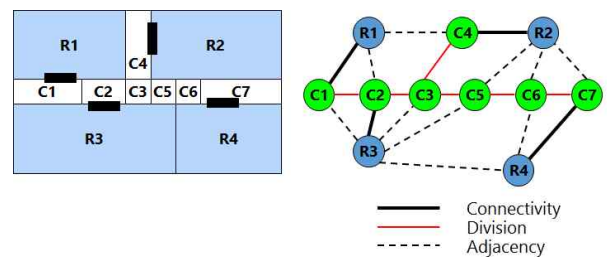 R1
R2
C4
C1
C2
C3
C5
C6
C7
R3
R4
R1
C4
R2
C1
C2
C3
C5
C6
C7
R3
R4
Connectivity
Division
Adjacency